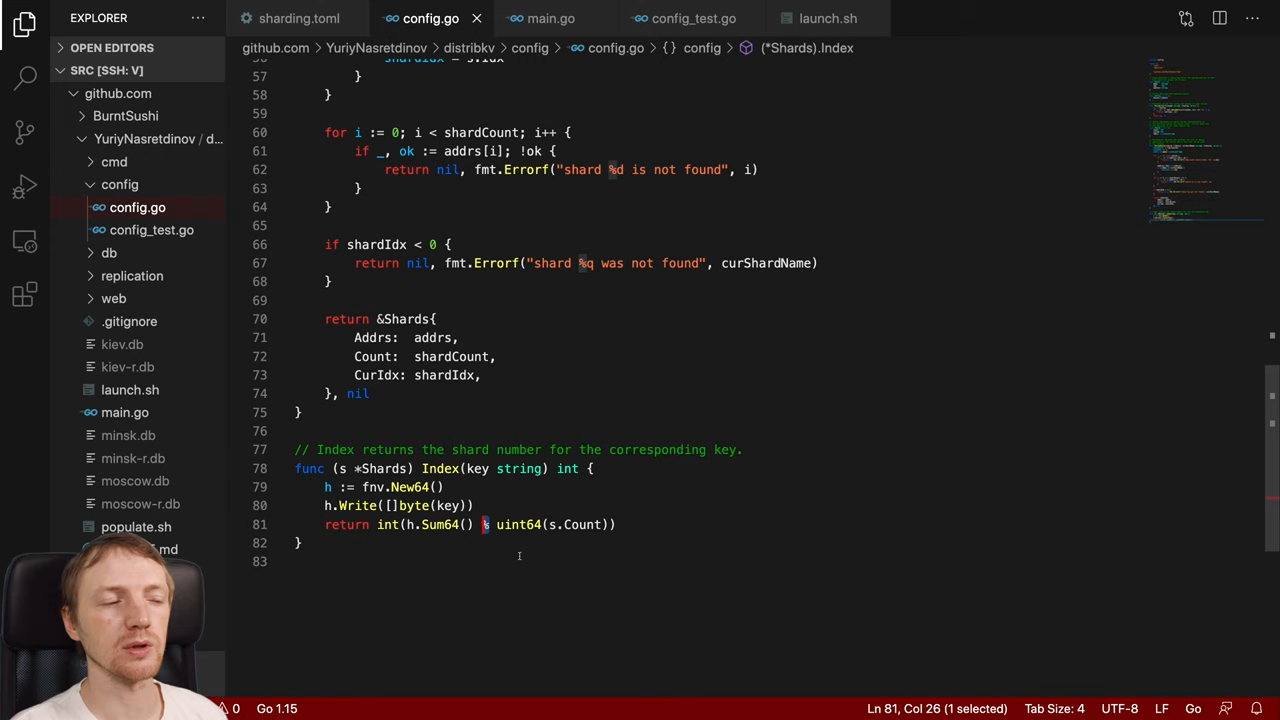 EXPLORER
sharding.toml
config.go
main.go
config_test.go
launch.sh
OPEN EDITORS
github.com > YuriyNasretdinov > distribkv > config > config.go > {} config > (*Shards).Index
SRC [SSH: V]
github.com
BurntSushi
YuriyNasretdinov / d...
cmd
config
config.go
config_test.go
db
replication
web
.gitignore
kiev.db
kiev-r.db
launch.sh
main.go
minsk.db
minsk-r.db
moscow.db
moscow-r.db
populate.sh
57 }
58 }
59
60 for i := 0; i < shardCount; i++ {
61 if _, ok := addrs[i]; !ok {
62 return nil, fmt.Errorf("shard %d is not found", i)
63 }
64 }
65
66 if shardIdx < 0 {
67 return nil, fmt.Errorf("shard %q was not found", curShardName)
68 }
69
70 return &Shards{
71 Addrs: addrs,
72 Count: shardCount,
73 CurIdx: shardIdx,
74 }, nil
75 }
76
77 // Index returns the shard number for the corresponding key.
78 func (s *Shards) Index(key string) int {
79 h := fnv.New64()
80 h.Write([]byte(key))
81 return int(h.Sum64() % uint64(s.Count))
82 }
83
0 Go 1.15
Ln 81, Col 26 (1 selected) Tab Size: 4 UTF-8 LF Go